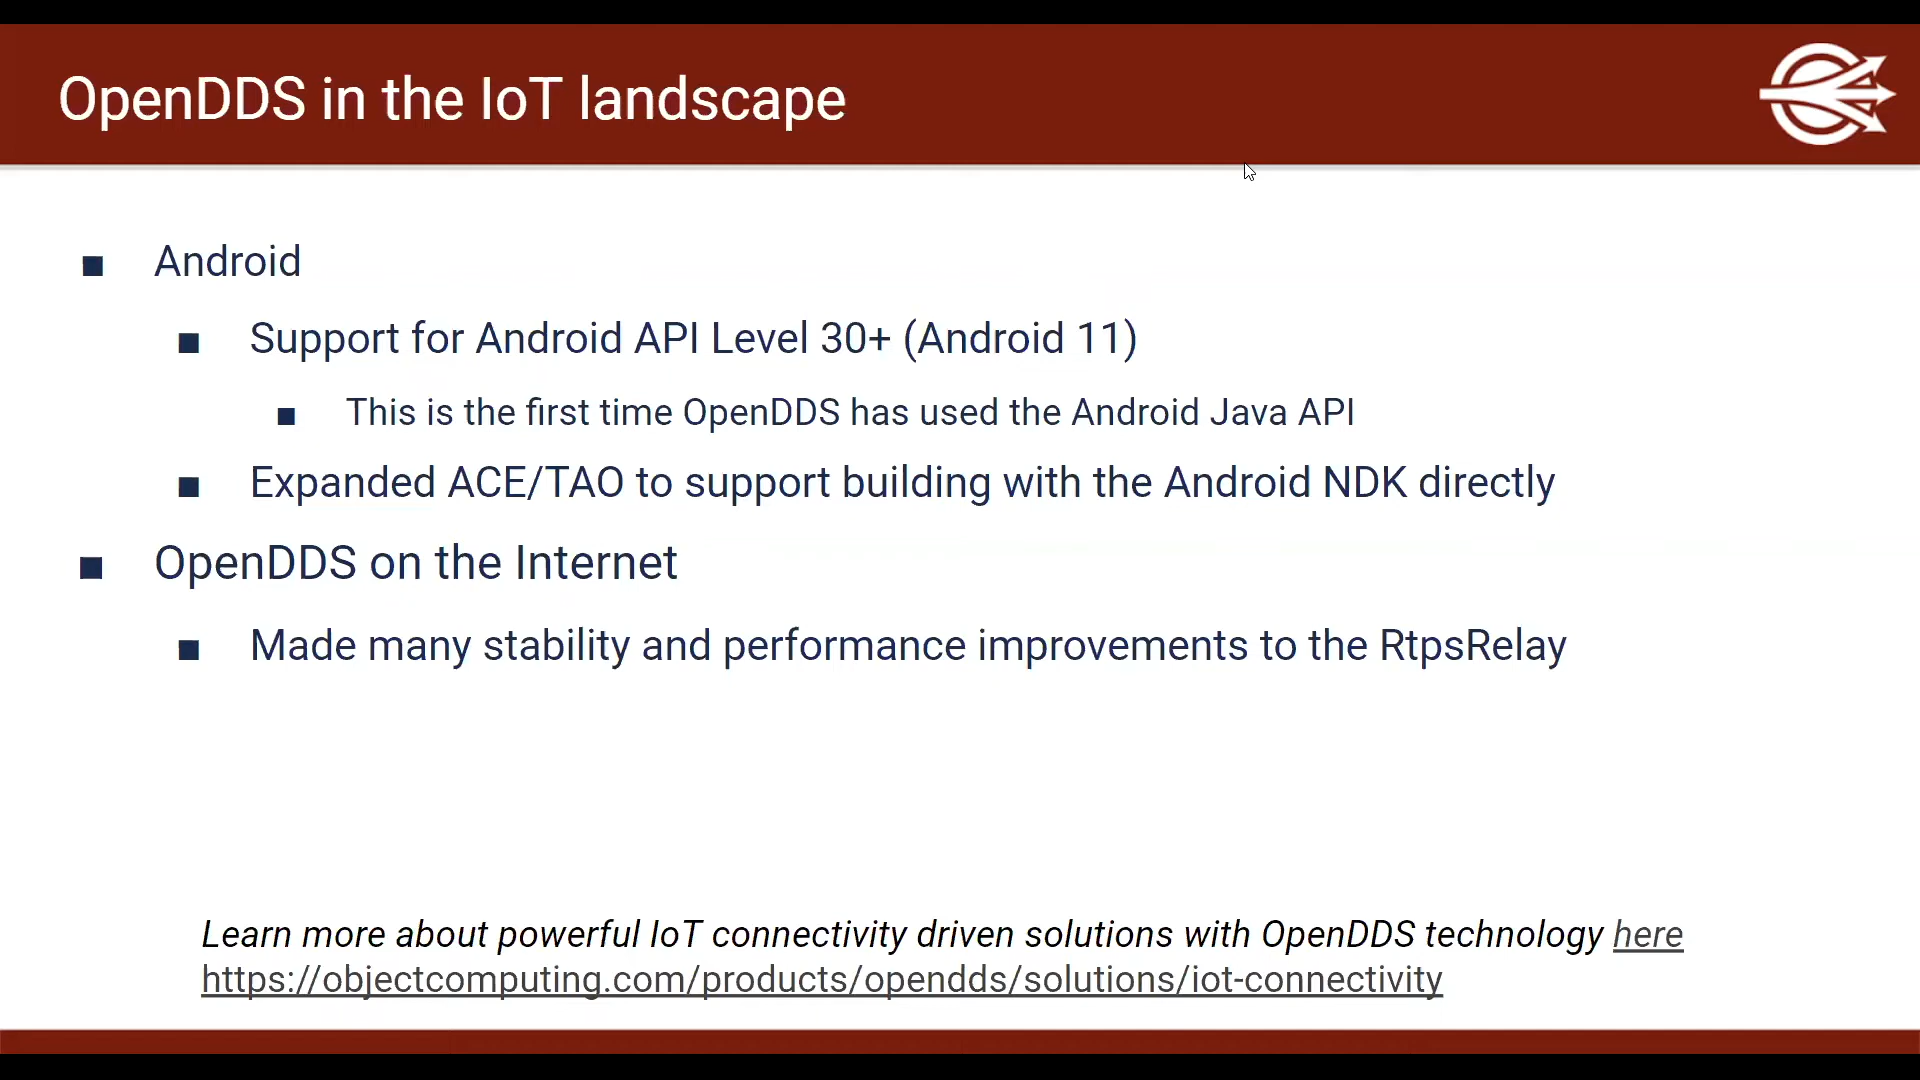 OpenDDS in the IoT landscape
Android
Support for Android API Level 30+ (Android 11)
This is the first time OpenDDS has used the Android Java API
Expanded ACE/TAO to support building with the Android NDK directly
OpenDDS on the Internet
Made many stability and performance improvements to the RtpsRelay
Learn more about powerful IoT connectivity driven solutions with OpenDDS technology here
https://objectcomputing.com/products/opendds/solutions/iot-connectivity